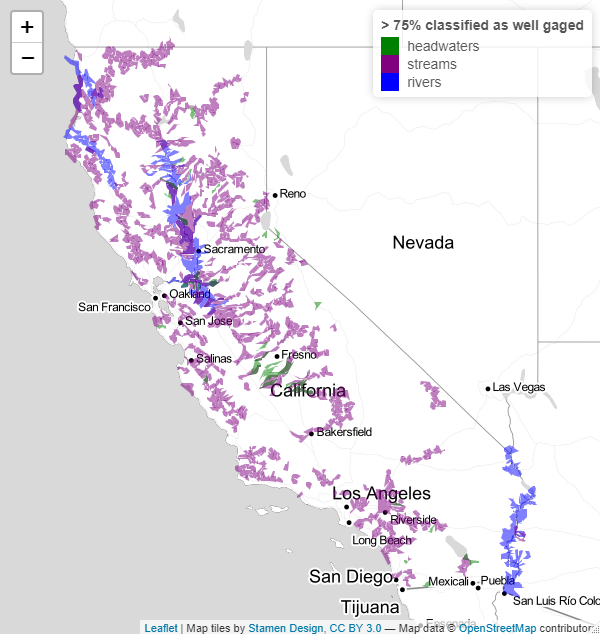 +
−
> 75% classified as well gaged
headwaters
streams
rivers
Reno
Nevada
Sacramento
Oakland
San Francisco
San Jose
Salinas
Fresno
California
Las Vegas
Bakersfield
Los Angeles
Riverside
Long Beach
San Diego
Mexicali
Puebla
San Luis Río Colo
Tijuana
Ensenada
Leaflet | Map tiles by Stamen Design, CC BY 3.0 — Map data © OpenStreetMap contributors